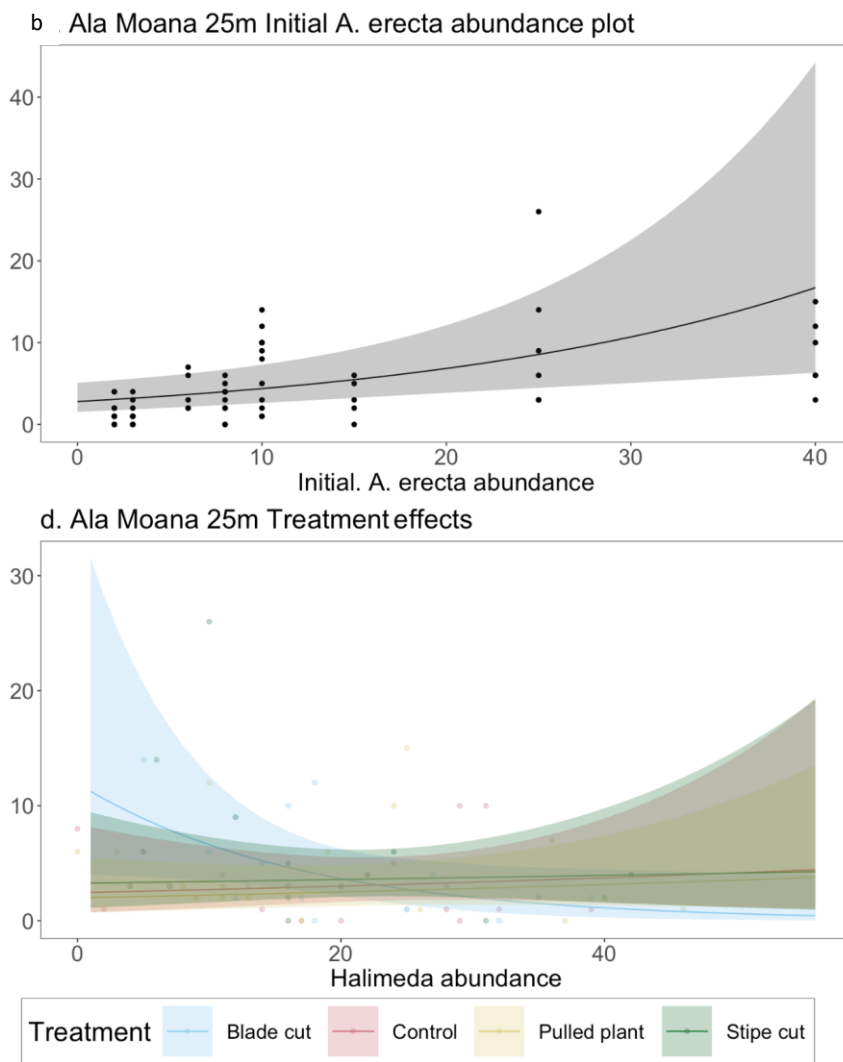 b . Ala Moana 25m Initial A. erecta abundance plot
40
30
20
10
0
0 10 20 30 40
Initial. A. erecta abundance
d. Ala Moana 25m Treatment effects
30
20
10
0
0 20 40
Halimeda abundance
Treatment Blade cut Control Pulled plant Stipe cut